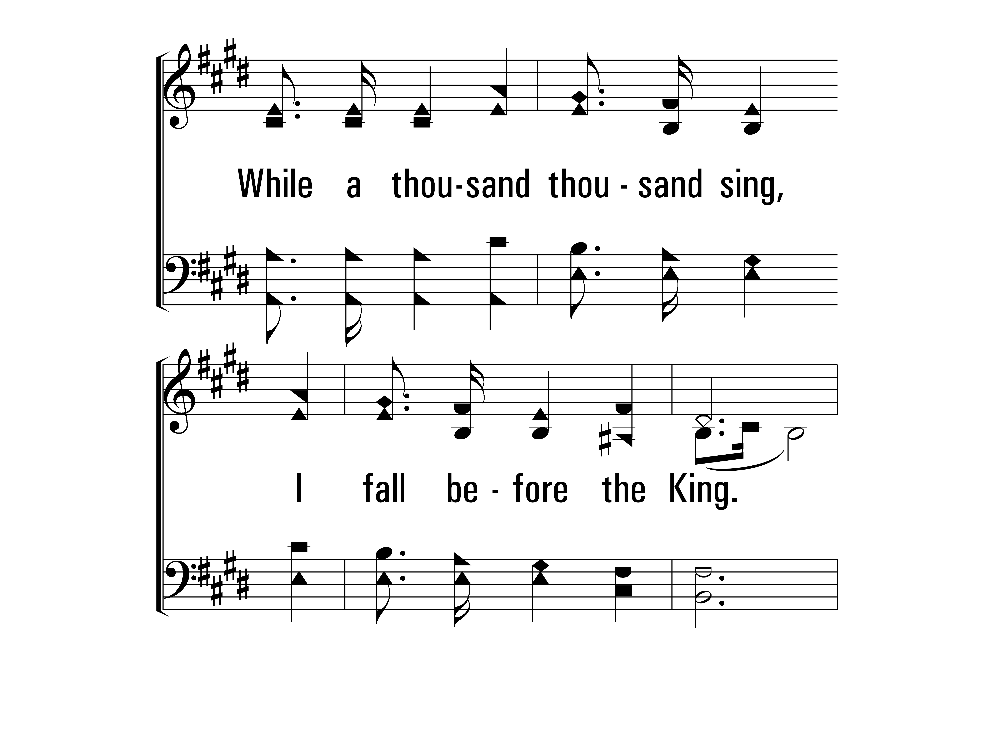 While a thou-sand thou - sand sing,
I fall be - fore the King.